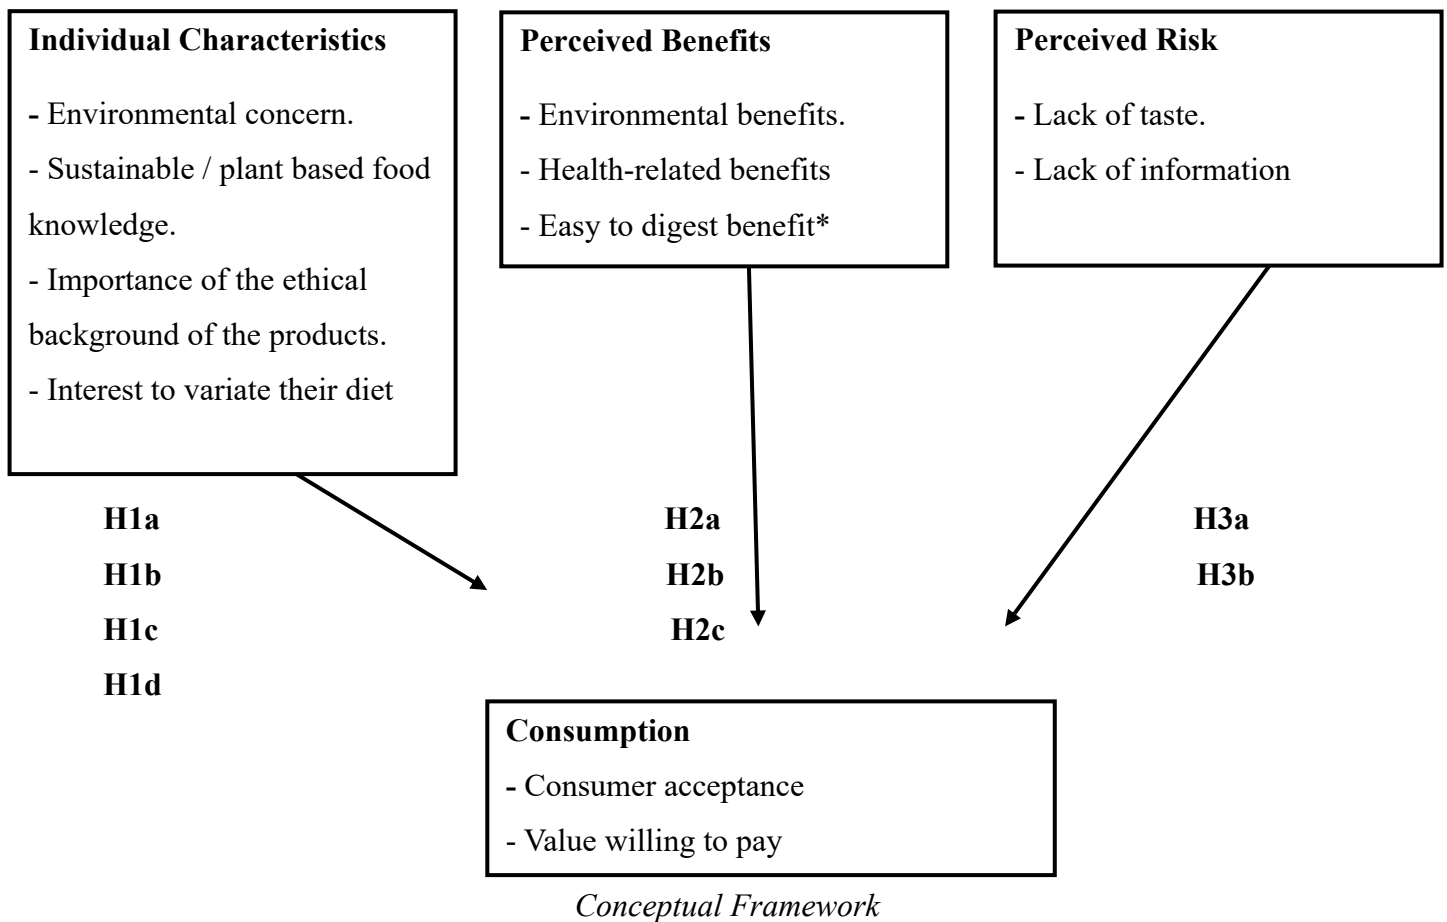 Individual Characteristics
- Environmental concern.
- Sustainable / plant based food
knowledge.
- Importance of the ethical
background of the products.
- Interest to variate their diet
Perceived Benefits
- Environmental benefits.
- Health-related benefits
- Easy to digest benefit*
Perceived Risk
- Lack of taste.
- Lack of information
H1a
H1b
H1c
H1d
H2a
H2b
H2c
H3a
H3b
Consumption
- Consumer acceptance
- Value willing to pay
Conceptual Framework